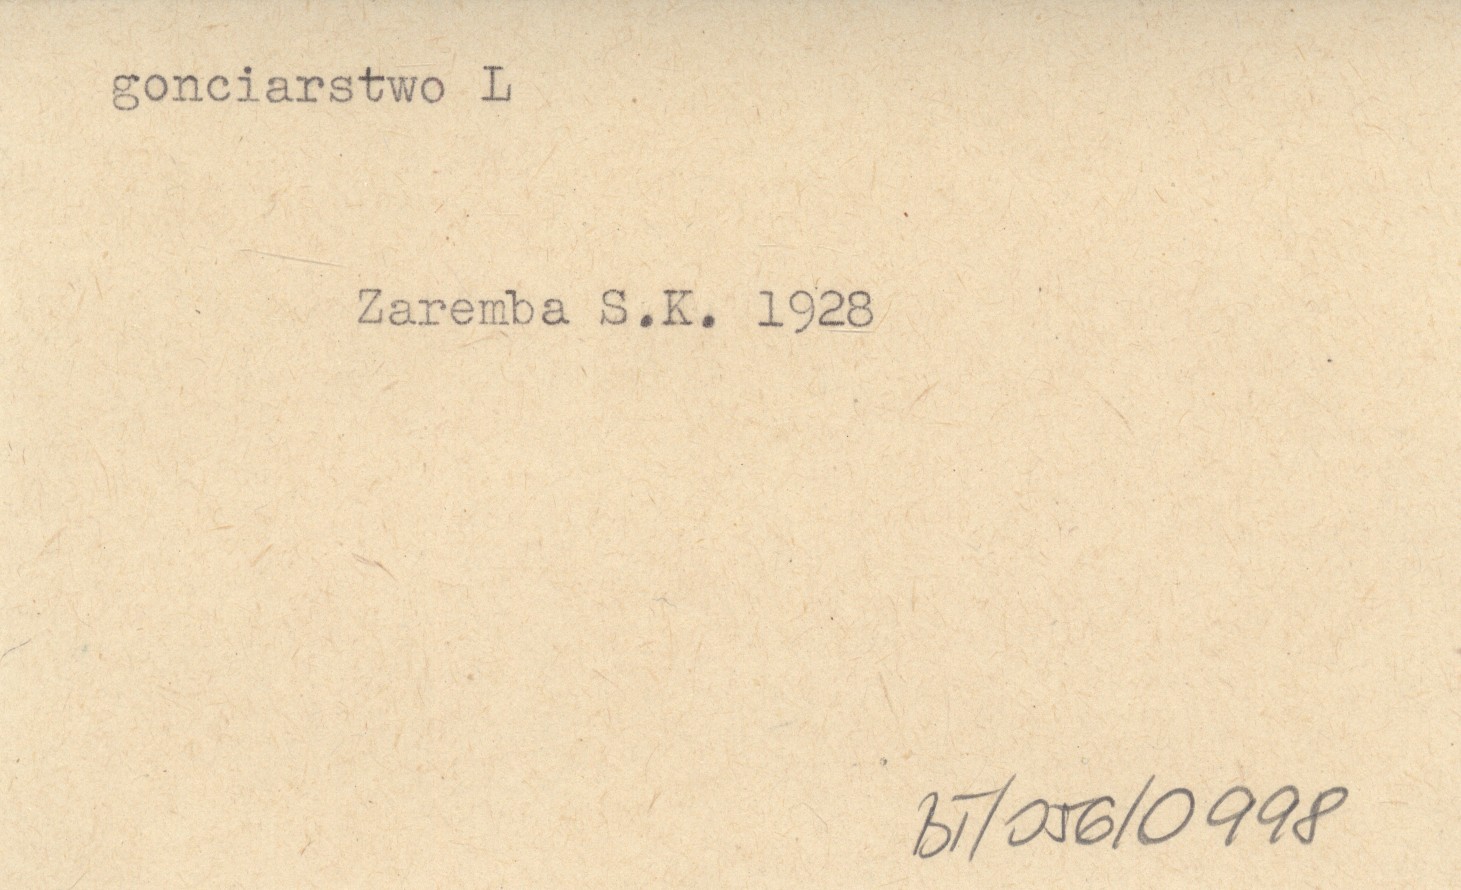 gonciarstwo L
Zaremba S.K. 1928
BT/056/0998